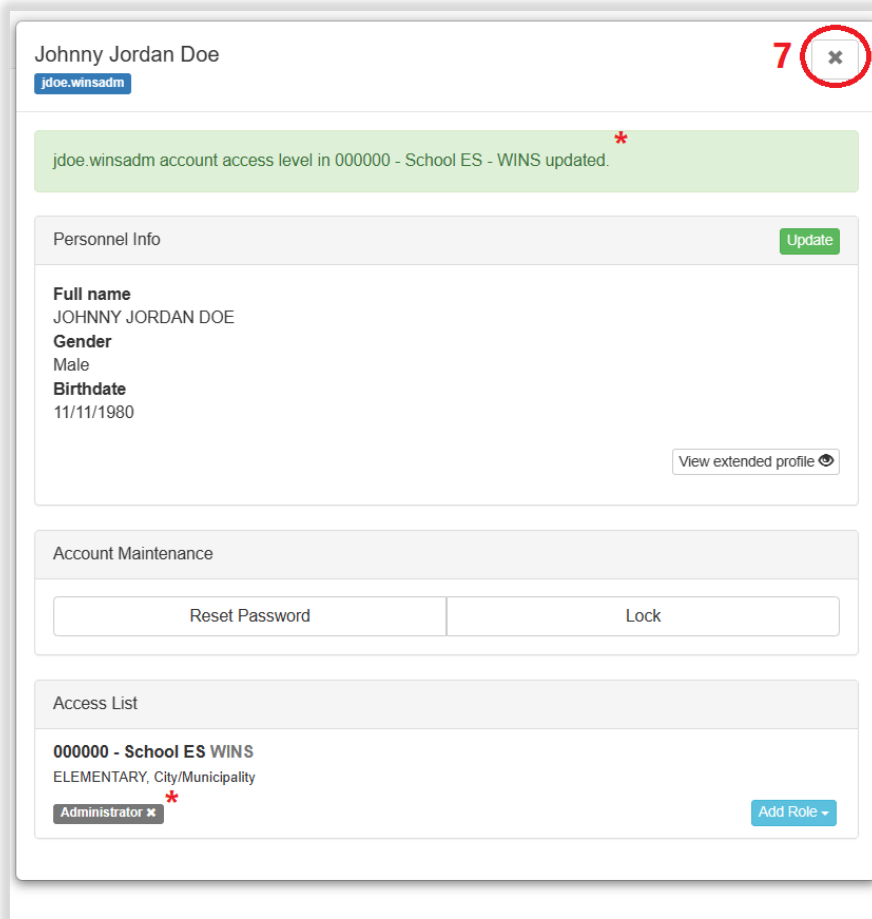 Johnny Jordan Doe
7 ✖
jdoe.winsadm
*
jdoe.winsadm account access level in 000000 - School ES - WINS updated.
Personnel Info
Update
Full name
JOHNNY JORDAN DOE
Gender
Male
Birthdate
11/11/1980
View extended profile
Account Maintenance
Reset Password
Lock
Access List
000000 - School ES WINS
ELEMENTARY, City/Municipality
Administrator ✖ *
Add Role